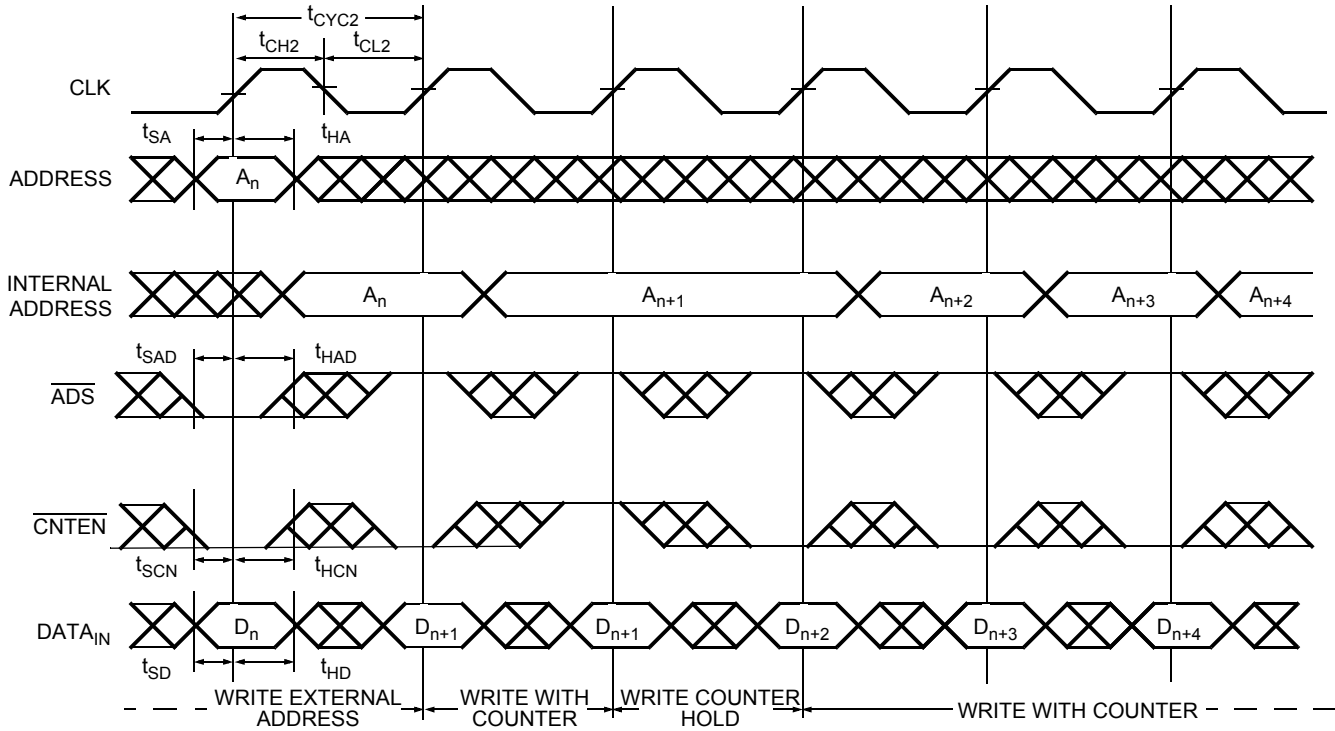 tCYC2
tCH2 tCL2
CLK
tSA tHA
ADDRESS An
INTERNAL ADDRESS An An+1 An+2 An+3 An+4
tSAD tHAD
ADS
CNTEN
tSCN tHCN
DATAIN Dn Dn+1 Dn+1 Dn+2 Dn+3 Dn+4
tSD tHD
WRITE EXTERNAL ADDRESS
WRITE WITH COUNTER
WRITE COUNTER HOLD
WRITE WITH COUNTER